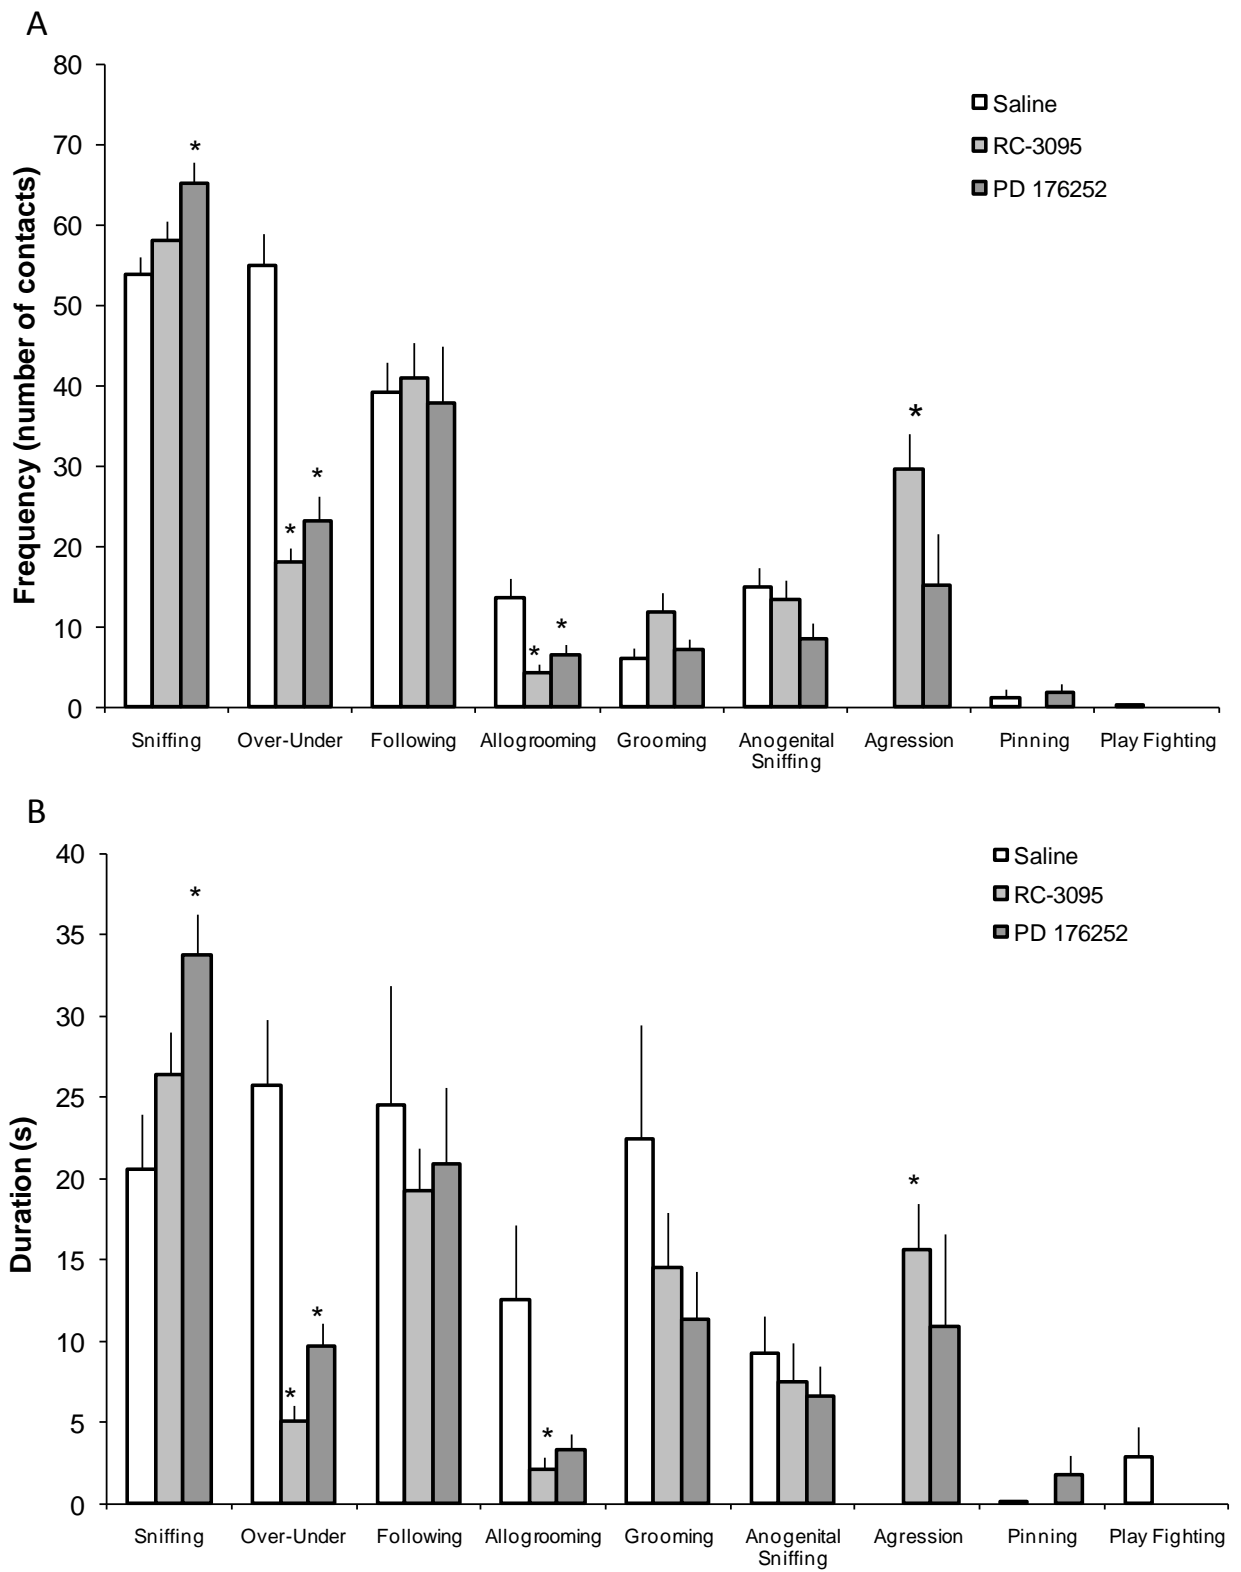 A
80
70
60
50
40
30
20
10
0
Frequency (number of contacts)
Saline
RC-3095
PD 176252
*
*
*
*
*
*
Sniffing
Over-Under
Following
Allogrooming
Grooming
Anogenital
Sniffing
Agression
Pinning
Play Fighting
B
40
35
30
25
20
15
10
5
0
Duration (s)
Saline
RC-3095
PD 176252
*
*
*
*
*
Sniffing
Over-Under
Following
Allogrooming
Grooming
Anogenital
Sniffing
Agression
Pinning
Play Fighting